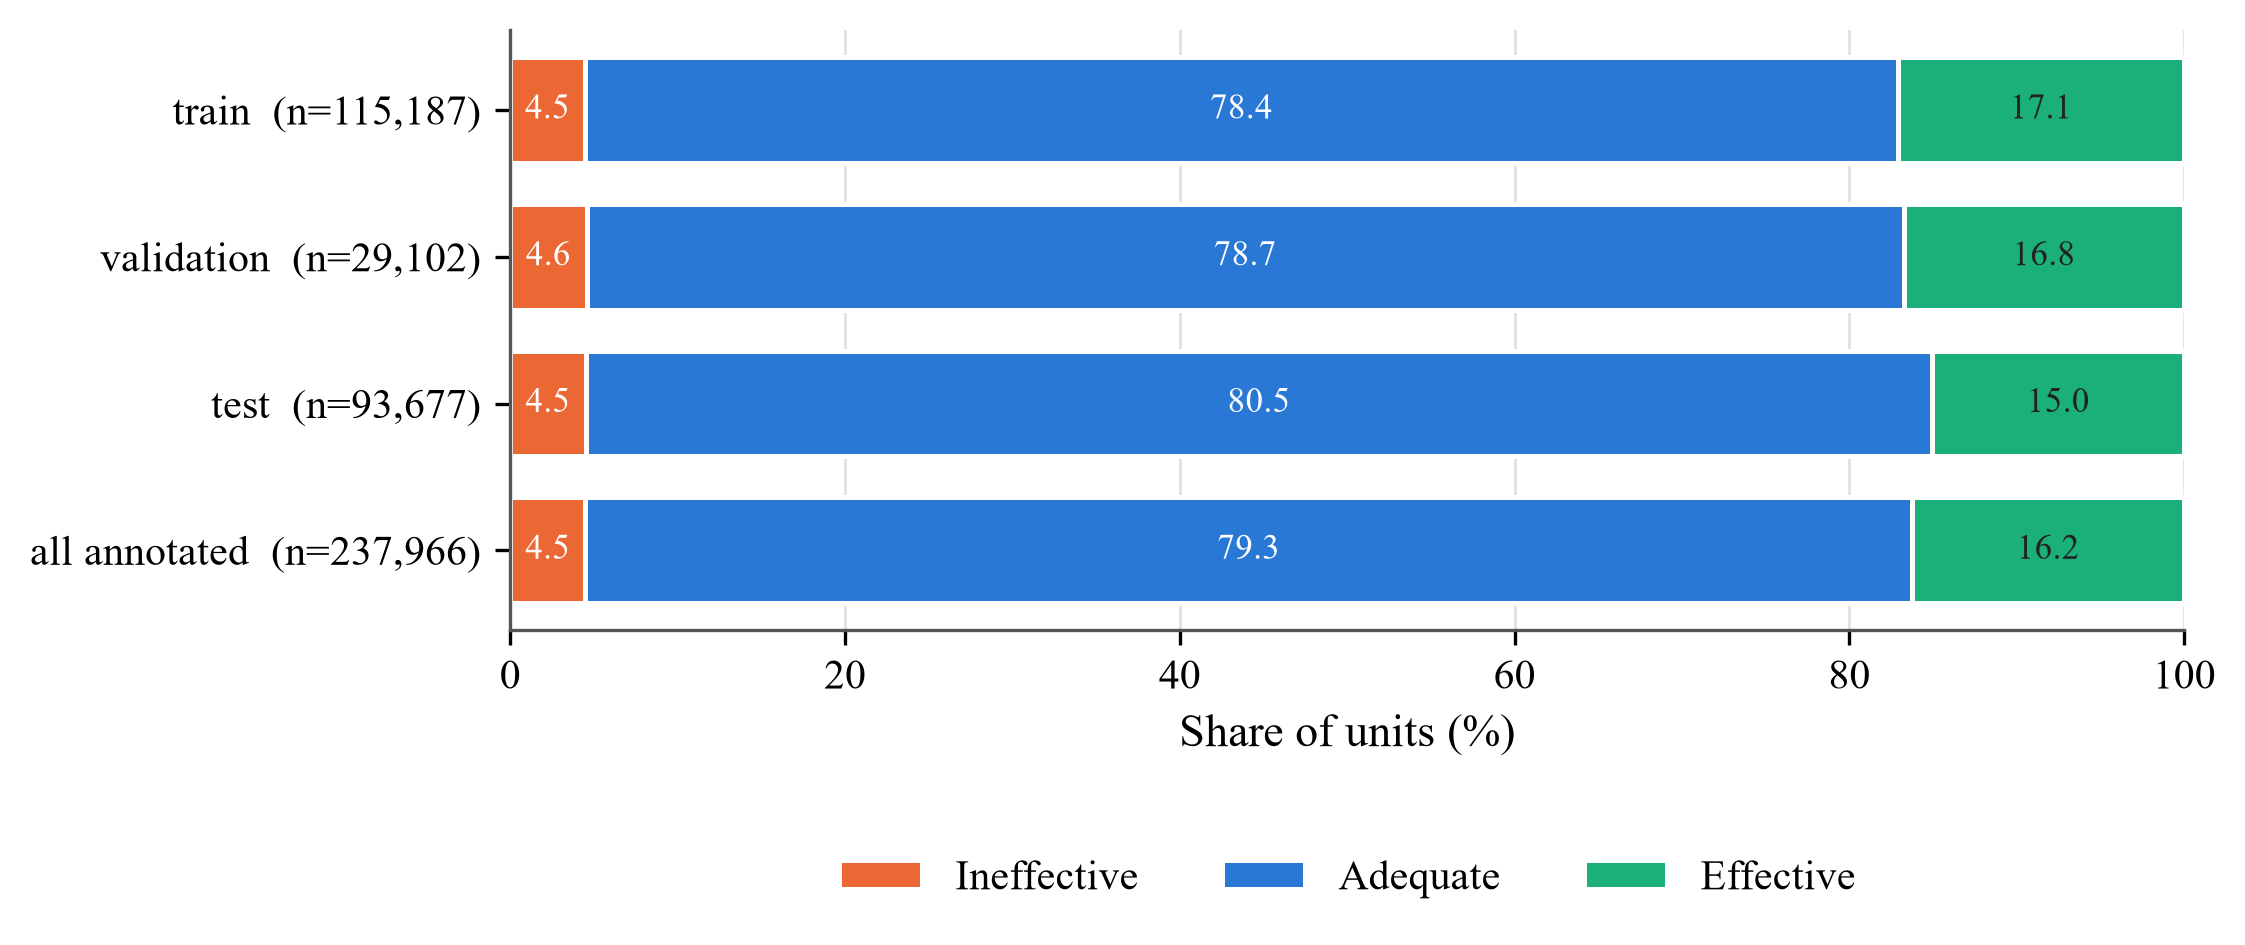 train (n=115,187) 4.5 78.4 17.1
validation (n=29,102) 4.6 78.7 16.8
test (n=93,677) 4.5 80.5 15.0
all annotated (n=237,966) 4.5 79.3 16.2
0 20 40 60 80 100
Share of units (%)
Ineffective Adequate Effective